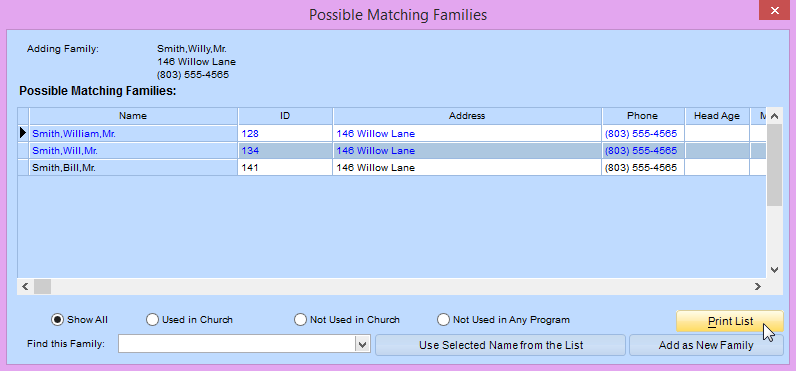 Possible Matching Families
Adding Family: Smith,Willy,Mr.
146 Willow Lane
(803) 555-4565
Possible Matching Families:
Name ID Address Phone Head Age M
Smith,William,Mr. 128 146 Willow Lane (803) 555-4565
Smith,Will,Mr. 134 146 Willow Lane (803) 555-4565
Smith,Bill,Mr. 141 146 Willow Lane (803) 555-4565
Show All Used in Church Not Used in Church Not Used in Any Program Print List
Find this Family: Use Selected Name from the List Add as New Family